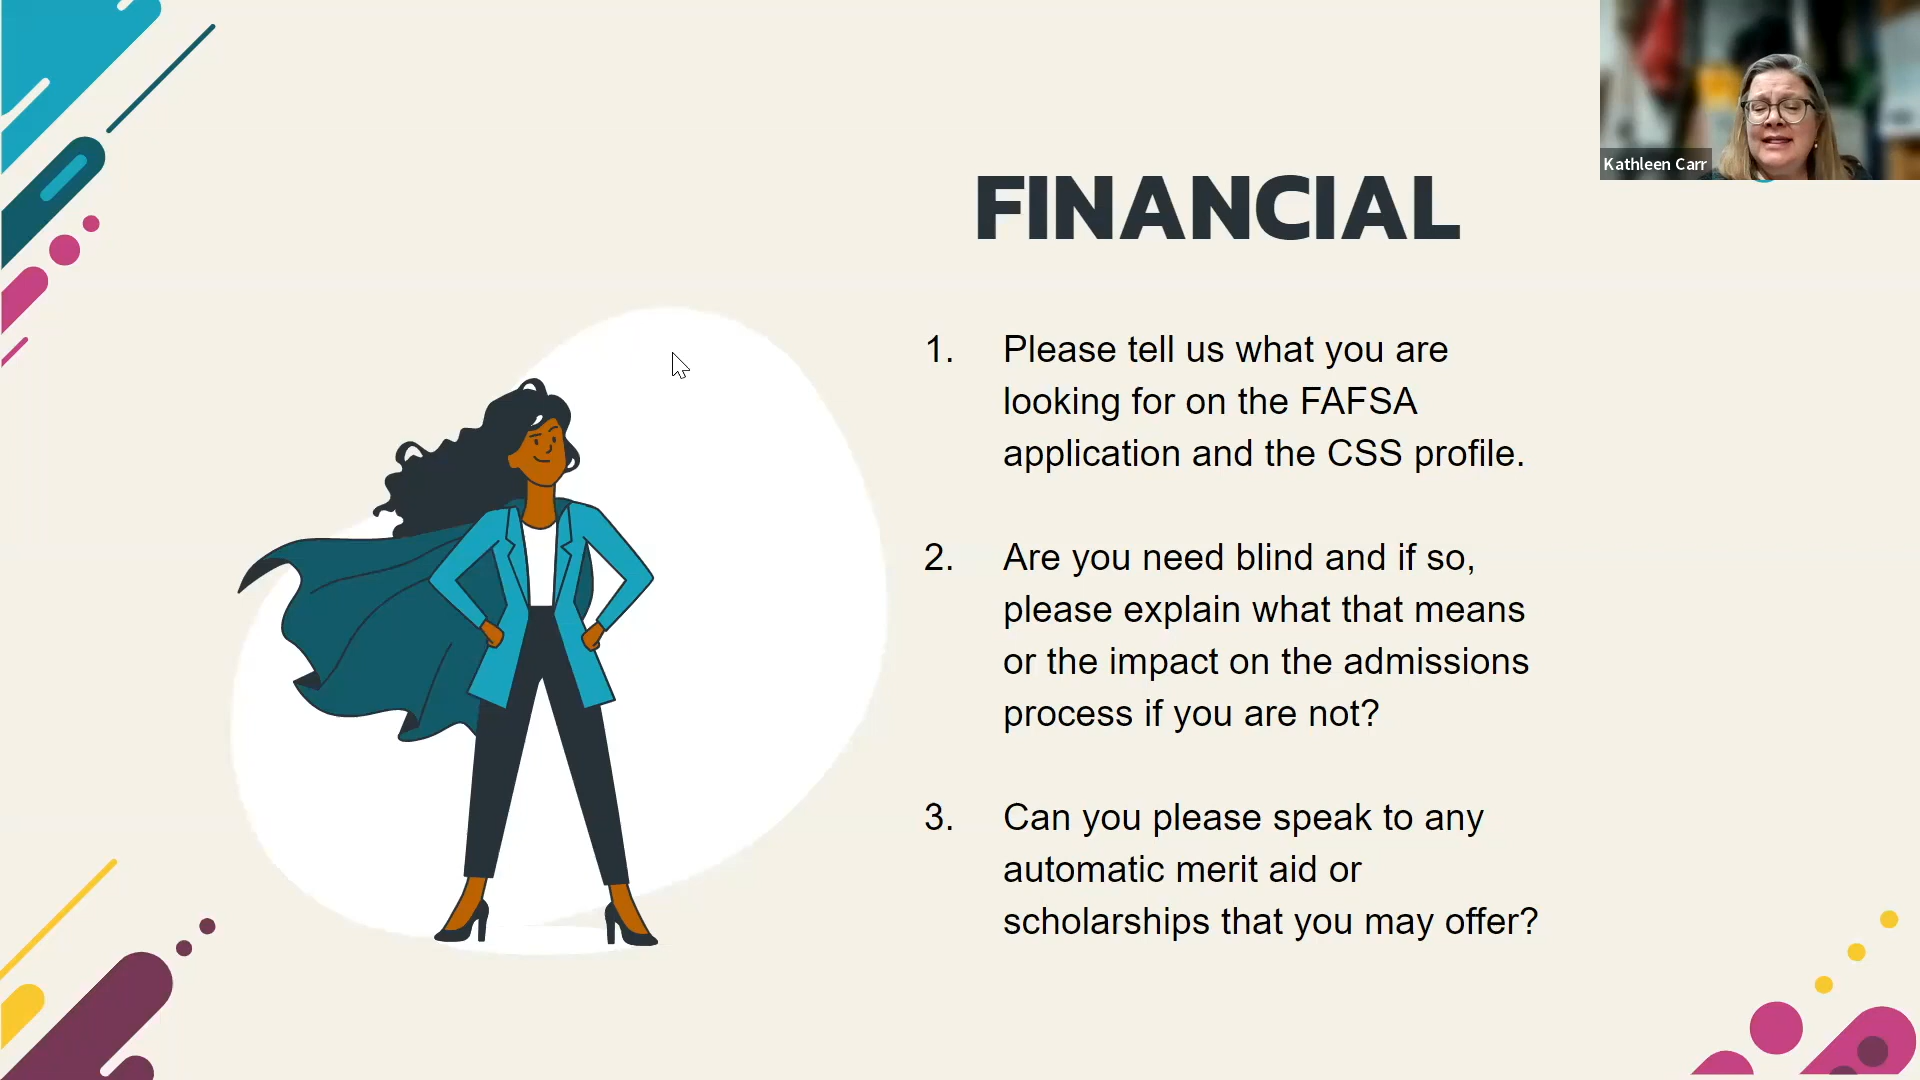 Kathleen Carr
FINANCIAL
1. Please tell us what you are
looking for on the FAFSA
application and the CSS profile.
2. Are you need blind and if so,
please explain what that means
or the impact on the admissions
process if you are not?
3. Can you please speak to any
automatic merit aid or
scholarships that you may offer?